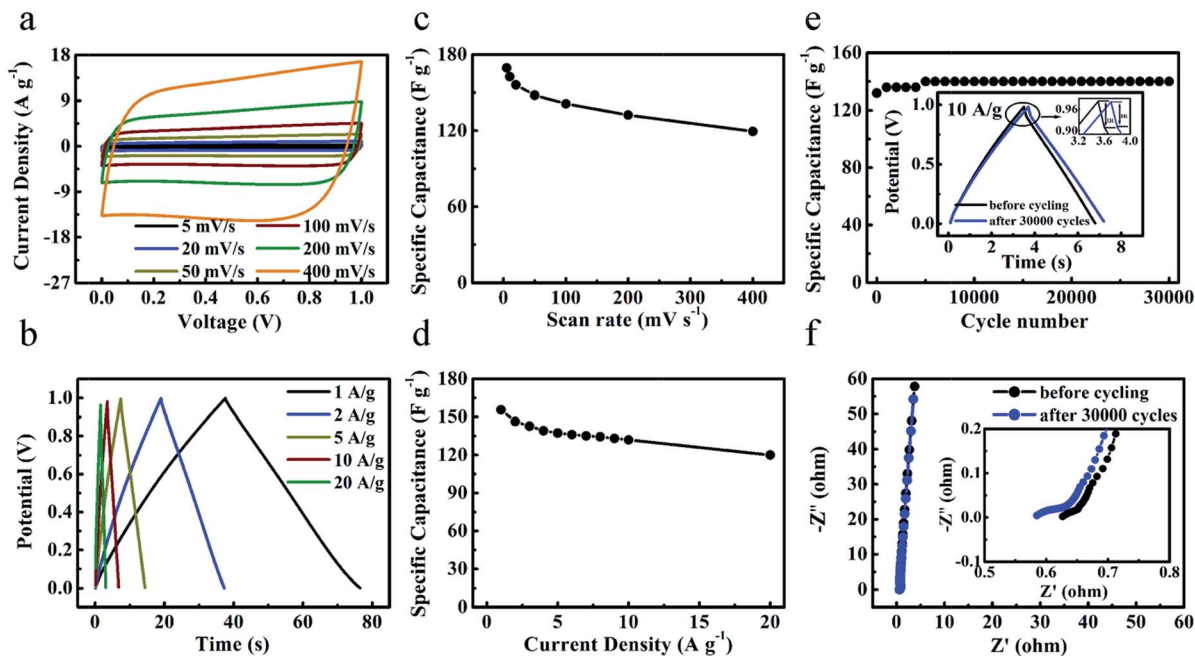 a
Current Density (A g⁻¹)
18
9
0
-9
-18
-27
5 mV/s
20 mV/s
50 mV/s
100 mV/s
200 mV/s
400 mV/s
0.0 0.2 0.4 0.6 0.8 1.0
Voltage (V)
c
Specific Capacitance (F g⁻¹)
180
120
60
0
0 100 200 300 400
Scan rate (mV s⁻¹)
e
Specific Capacitance (F g⁻¹)
160
140
120
100
80
60
40
20
0
10 A/g
Potential (V)
1.0
0.5
0.0
before cycling
after 30000 cycles
0 2 4 6 8
Time (s)
0.96
0.90
3.2 3.6 4.0
0 10000 20000 30000
Cycle number
b
Potential (V)
1.0
0.8
0.6
0.4
0.2
0.0
1 A/g
2 A/g
5 A/g
10 A/g
20 A/g
0 20 40 60 80
Time (s)
d
Specific Capacitance (F g⁻¹)
180
150
120
90
60
30
0
0 5 10 15 20
Current Density (A g⁻¹)
f
-Z'' (ohm)
60
50
40
30
20
10
0
before cycling
after 30000 cycles
-Z'' (ohm)
0.2
0.1
0.0
-0.1
0.5 0.6 0.7 0.8
Z' (ohm)
0 10 20 30 40 50 60
Z' (ohm)